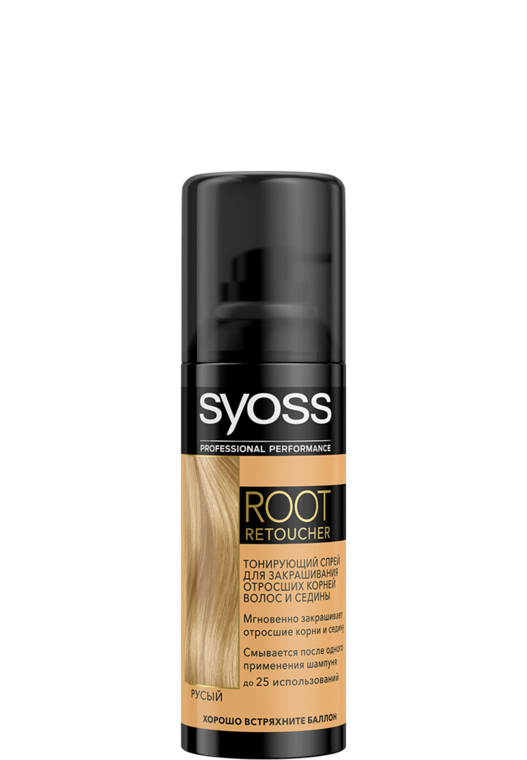 syoss
PROFESSIONAL PERFORMANCE
ROOT
RETOUCHER
ТОНИРУЮЩИЙ СПРЕЙ
ДЛЯ ЗАКРАШИВАНИЯ
ОТРОСШИХ КОРНЕЙ
ВОЛОС И СЕДИНЫ
Мгновенно закрашивает
отросшие корни и седину
Смывается после одного
применения шампуня
до 25 использований
РУСЫЙ
ХОРОШО ВСТРЯХНИТЕ БАЛЛОН